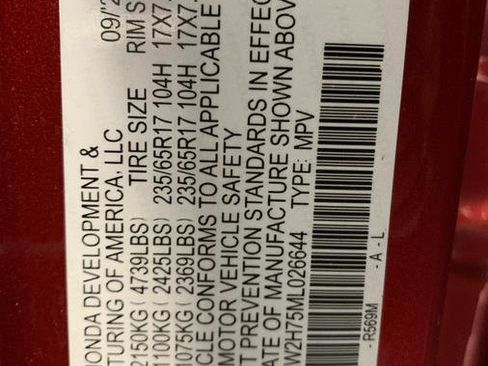 HONDA DEVELOPMENT & 09/'2
TURING OF AMERICA, LLC
2150KG ( 4739LBS) TIRE SIZE RIM S
1100KG ( 2425LBS) 235/65R17 104H 17X7.
1075KG ( 2369LBS) 235/65R17 104H 17X7.
CLE CONFORMS TO ALL APPLICABLE
MOTOR VEHICLE SAFETY
T PREVENTION STANDARDS IN EFFEC
ATE OF MANUFACTURE SHOWN ABOV
W2H75ML026644 TYPE: MPV
-R569M - A - L